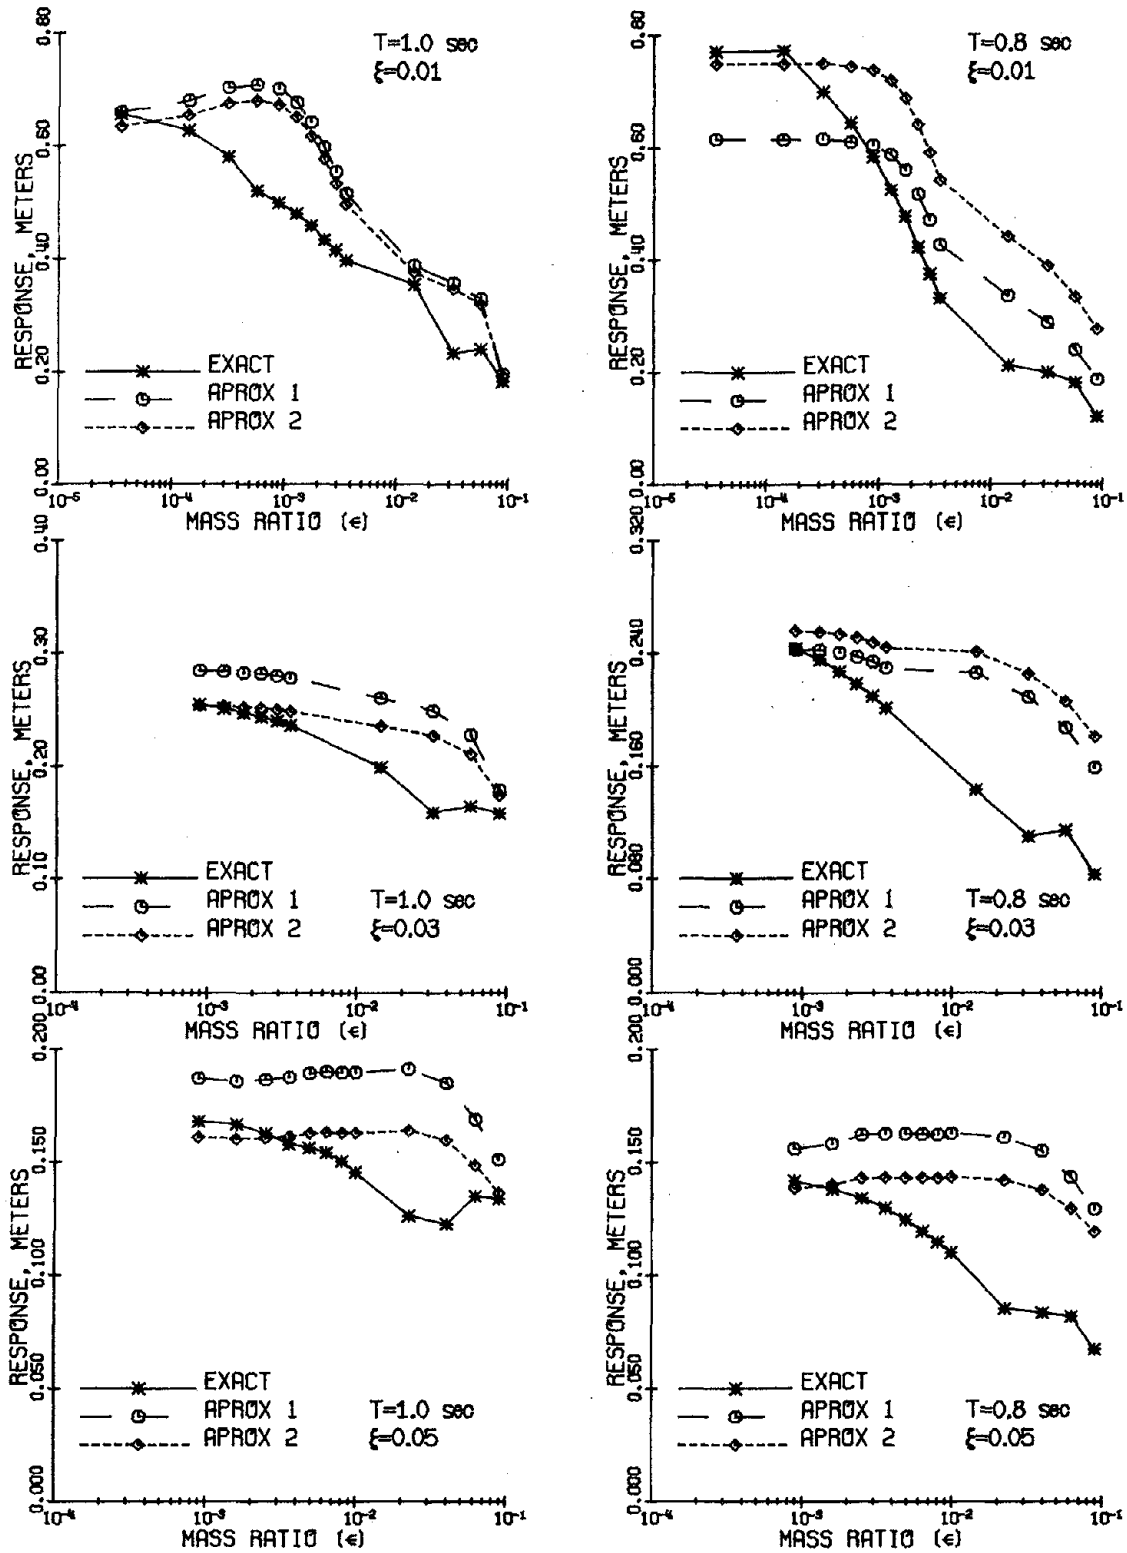 T=1.0 sec
ξ=0.01
RESPONSE, METERS
0.80
0.60
0.40
0.20
0.00
EXACT
APROX 1
APROX 2
10⁻⁵ 10⁻⁴ 10⁻³ 10⁻² 10⁻¹
MASS RATIO (ϵ)
T=0.8 sec
ξ=0.01
RESPONSE, METERS
0.80
0.60
0.40
0.20
0.00
EXACT
APROX 1
APROX 2
10⁻⁵ 10⁻⁴ 10⁻³ 10⁻² 10⁻¹
MASS RATIO (ϵ)
RESPONSE, METERS
0.40
0.30
0.20
0.10
0.00
EXACT
APROX 1
APROX 2
T=1.0 sec
ξ=0.03
10⁻⁴ 10⁻³ 10⁻² 10⁻¹
MASS RATIO (ϵ)
RESPONSE, METERS
0.320
0.240
0.160
0.080
0.000
EXACT
APROX 1
APROX 2
T=0.8 sec
ξ=0.03
10⁻⁴ 10⁻³ 10⁻² 10⁻¹
MASS RATIO (ϵ)
RESPONSE, METERS
0.200
0.150
0.100
0.050
0.000
EXACT
APROX 1
APROX 2
T=1.0 sec
ξ=0.05
10⁻⁴ 10⁻³ 10⁻² 10⁻¹
MASS RATIO (ϵ)
RESPONSE, METERS
0.200
0.150
0.100
0.050
0.000
EXACT
APROX 1
APROX 2
T=0.8 sec
ξ=0.05
10⁻⁴ 10⁻³ 10⁻² 10⁻¹
MASS RATIO (ϵ)